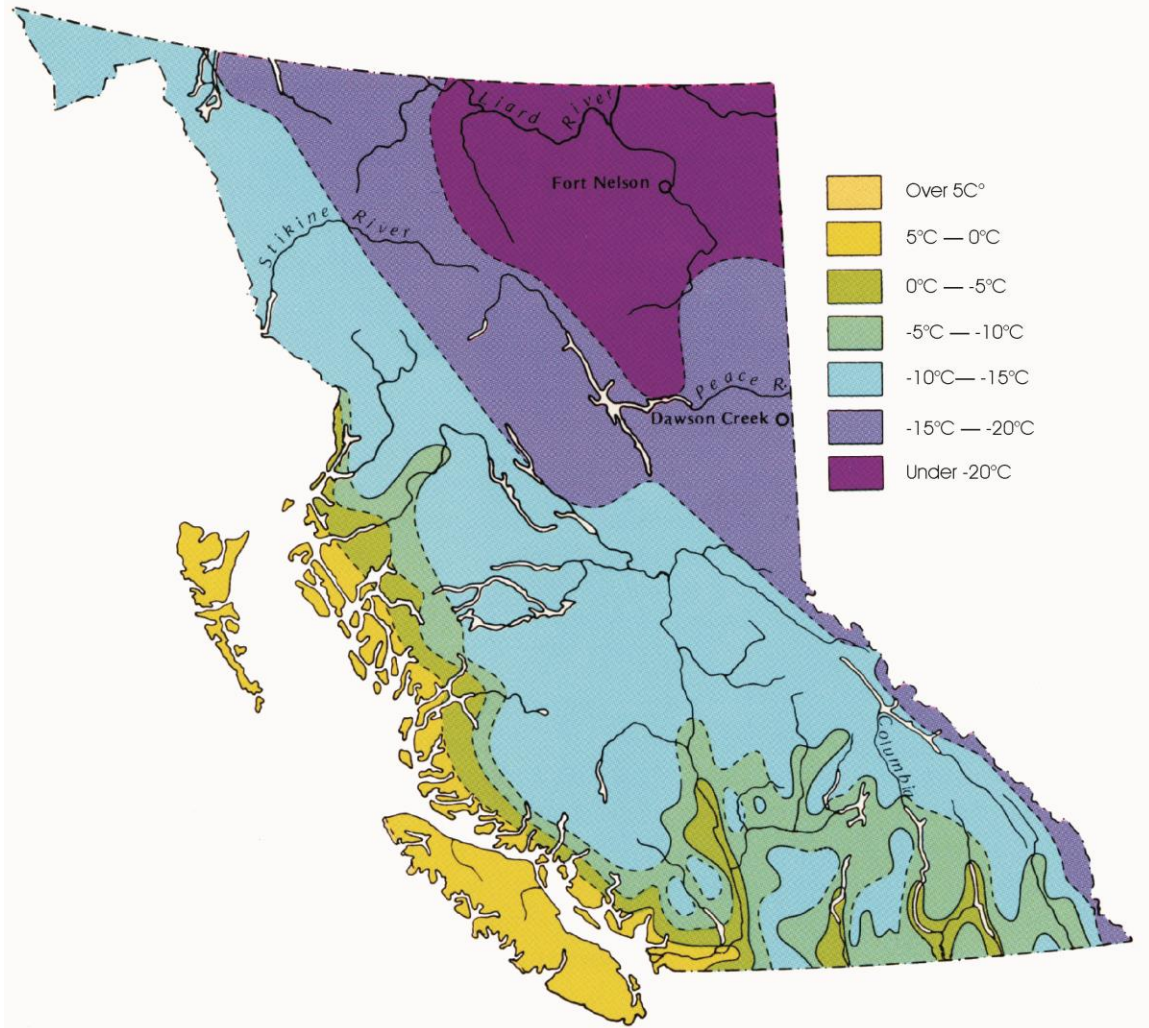 Liard River
Fort Nelson
Stikine River
Peace R.
Dawson Creek
Columbia
Over 5C°
5°C — 0°C
0°C — -5°C
-5°C — -10°C
-10°C— -15°C
-15°C — -20°C
Under -20°C